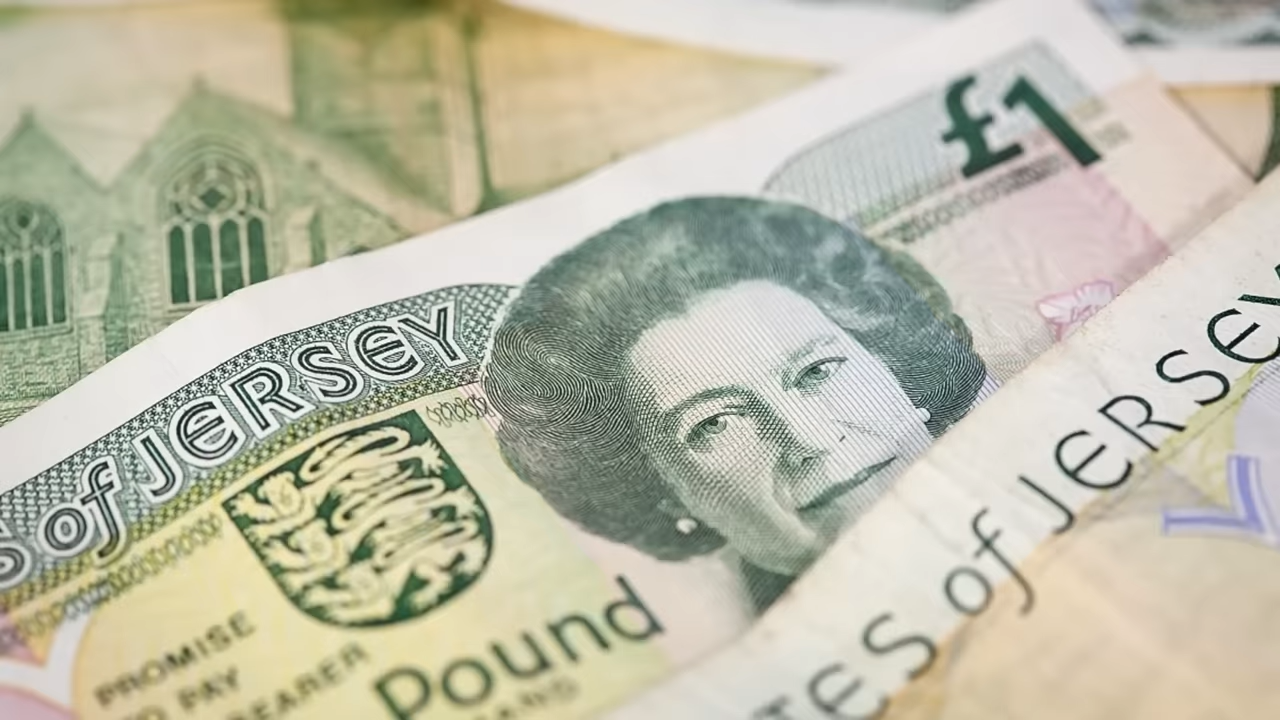 £1
S of JERSEY
PROMISE
TO PAY
BEARER
Pound
TES of JERSEY